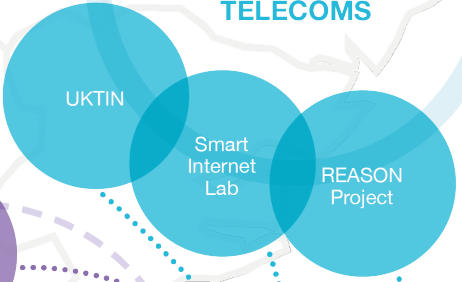 TELECOMS
UKTIN
Smart
Internet
Lab
REASON
Project